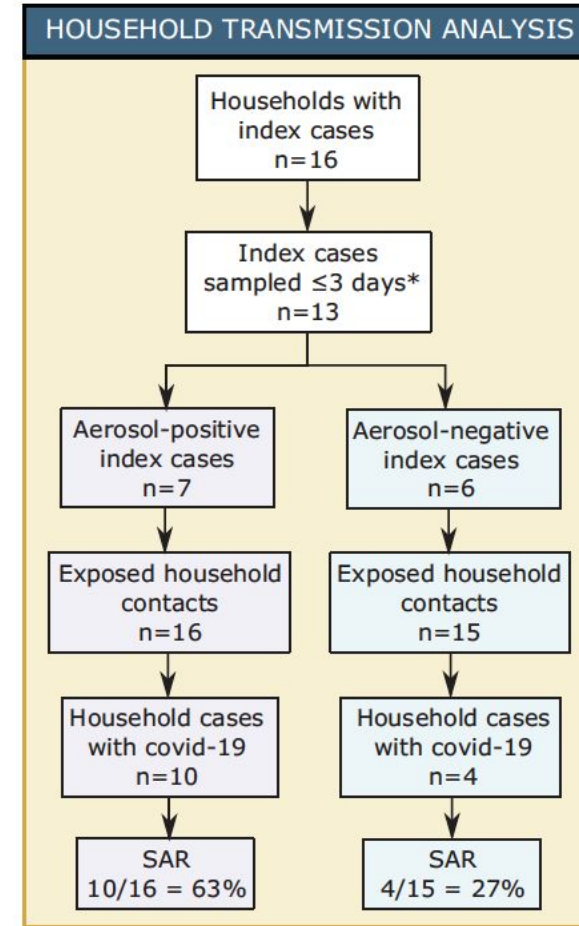 HOUSEHOLD TRANSMISSION ANALYSIS
Households with
index cases
n=16
Index cases
sampled ≤3 days*
n=13
Aerosol-positive
index cases
n=7
Aerosol-negative
index cases
n=6
Exposed household
contacts
n=16
Exposed household
contacts
n=15
Household cases
with covid-19
n=10
Household cases
with covid-19
n=4
SAR
10/16 = 63%
SAR
4/15 = 27%